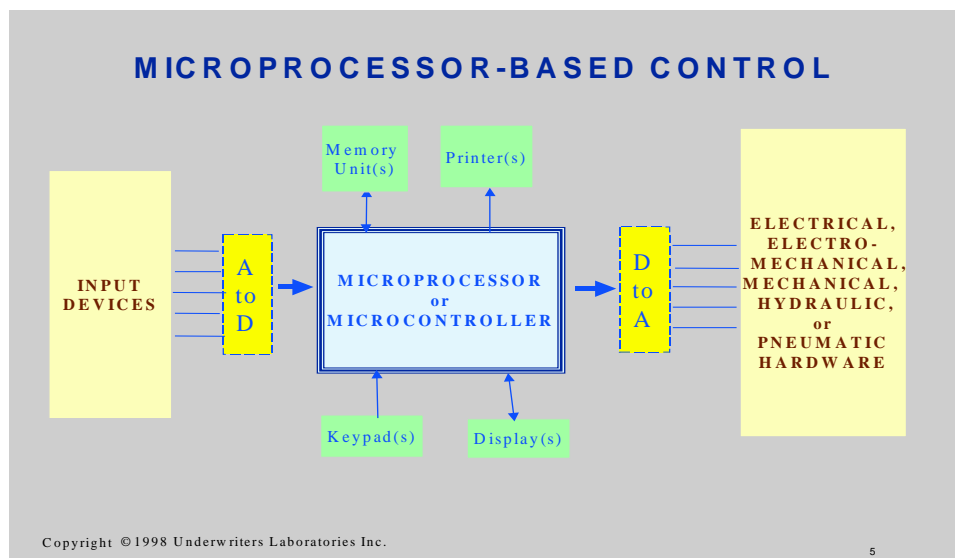 MICROPROCESSOR-BASED CONTROL
Memory
Unit(s)
Printer(s)
INPUT
DEVICES
A
to
D
MICROPROCESSOR
or
MICROCONTROLLER
D
to
A
ELECTRICAL,
ELECTRO-
MECHANICAL,
MECHANICAL,
HYDRAULIC,
or
PNEUMATIC
HARDWARE
Keypad(s)
Display(s)
Copyright ©1998 Underwriters Laboratories Inc.
5